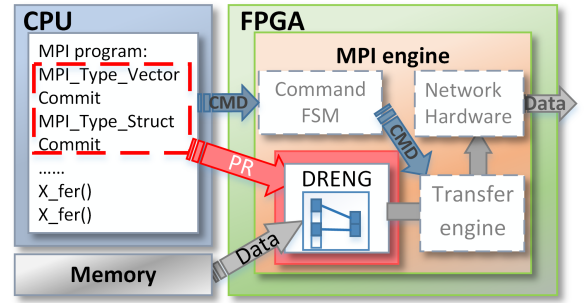 CPU
MPI program:
MPI_Type_Vector
Commit
MPI_Type_Struct
Commit
......
X_fer()
X_fer()
Memory
CMD
PR
Data
FPGA
MPI engine
Command
FSM
Network
Hardware
Data
CMD
DRENG
Transfer
engine